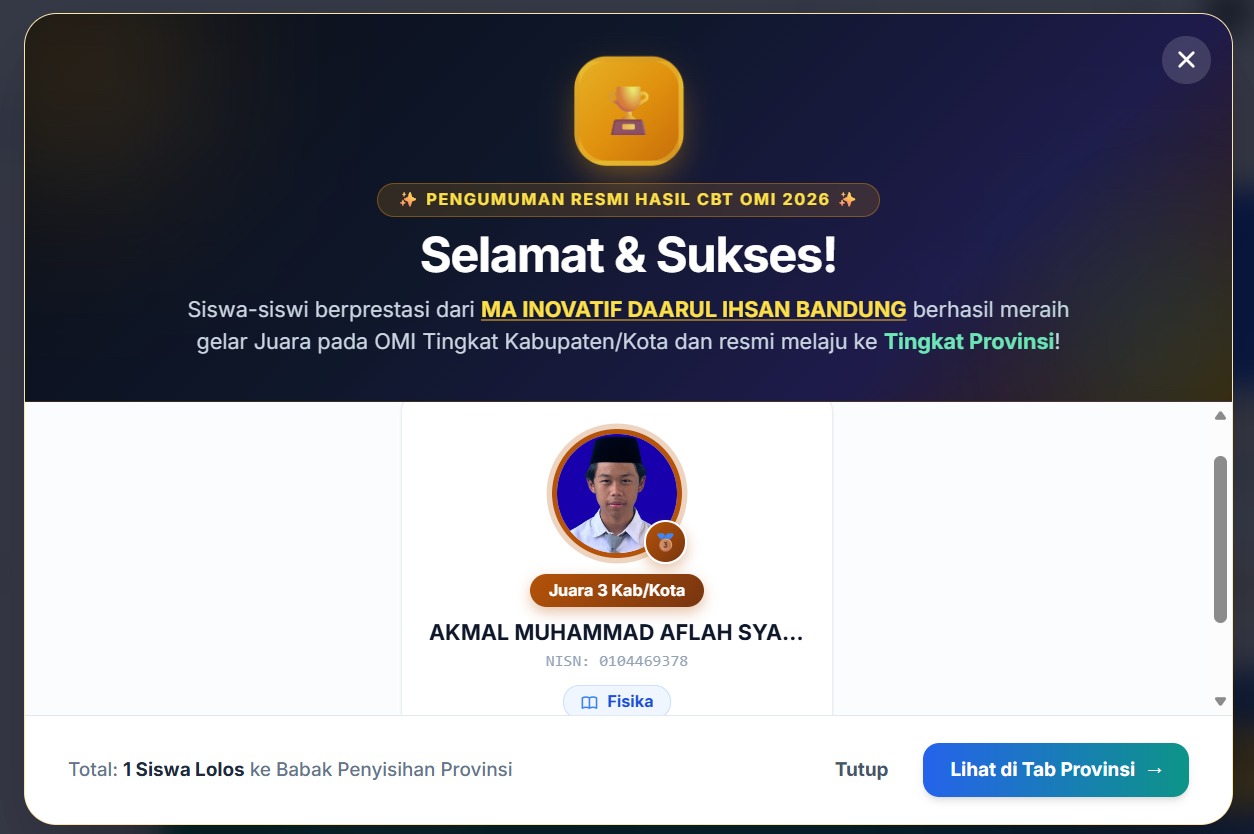 PENGUMUMAN RESMI HASIL CBT OMI 2026
Selamat & Sukses!
Siswa-siswi berprestasi dari MA INOVATIF DAARUL IHSAN BANDUNG berhasil meraih
gelar Juara pada OMI Tingkat Kabupaten/Kota dan resmi melaju ke Tingkat Provinsi!
Juara 3 Kab/Kota
AKMAL MUHAMMAD AFLAH SYA...
NISN: 0104469378
Fisika
Total: 1 Siswa Lolos ke Babak Penyisihan Provinsi
Tutup
Lihat di Tab Provinsi →